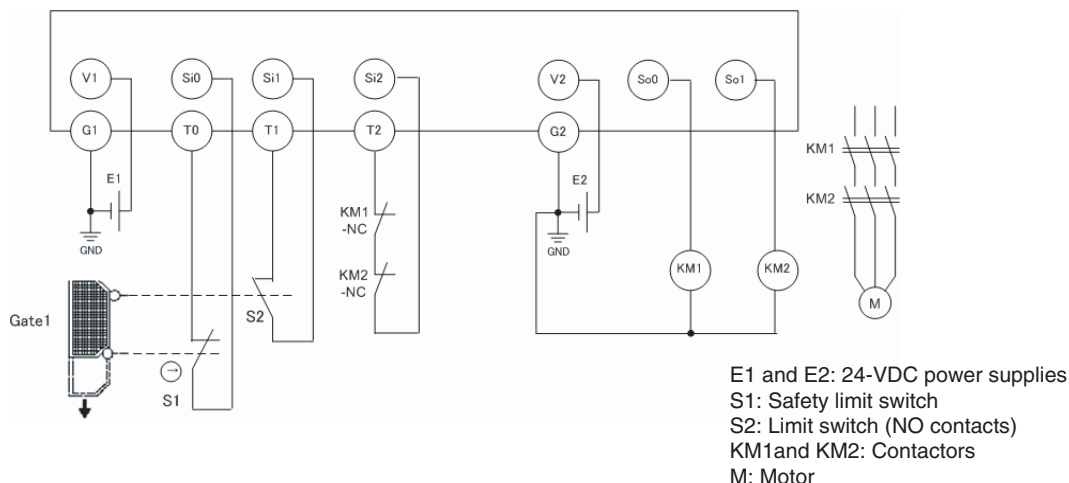 V1 Si0 Si1 Si2 V2 So0 So1
G1 T0 T1 T2 G2
KM1
E1 E2
KM2
KM1
-NC
GND GND
KM2
-NC
KM1 KM2
M
Gate1
S2
S1
E1 and E2: 24-VDC power supplies
S1: Safety limit switch
S2: Limit switch (NO contacts)
KM1and KM2: Contactors
M: Motor